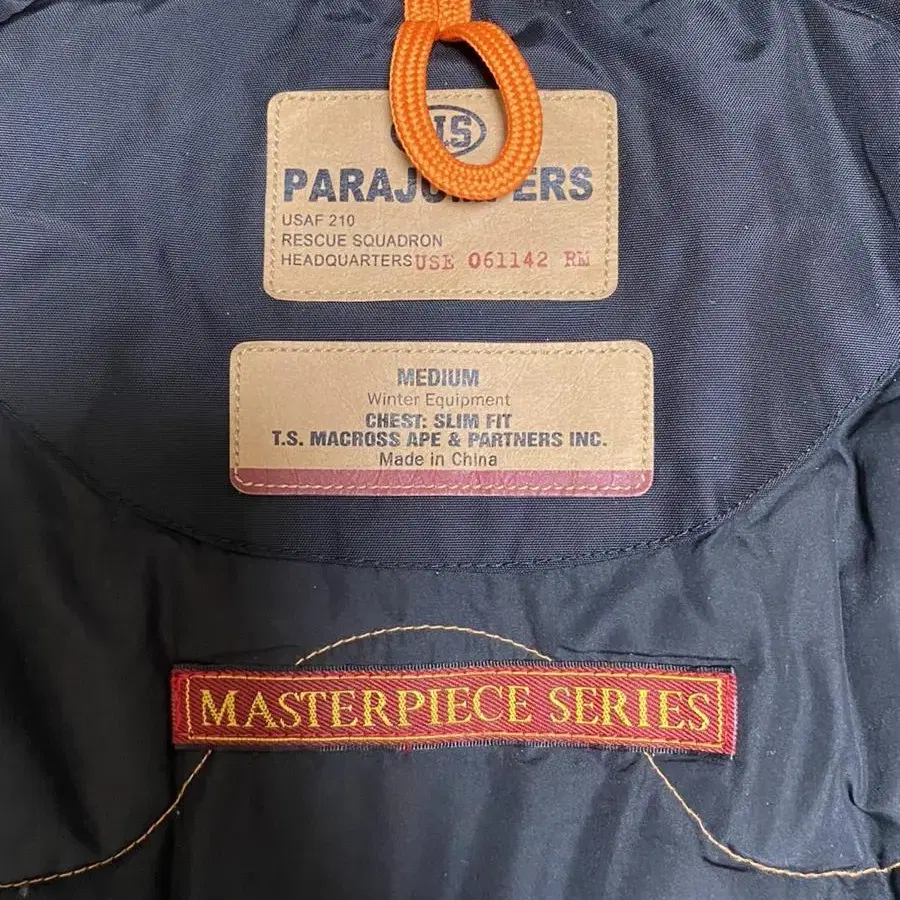 USAF 210
RESCUE SQUADRON
HEADQUARTERS USE 061142 RM
MEDIUM
Winter Equipment
CHEST: SLIM FIT
T.S. MACROSS APE & PARTNERS INC.
Made in China
MASTERPIECE SERIES